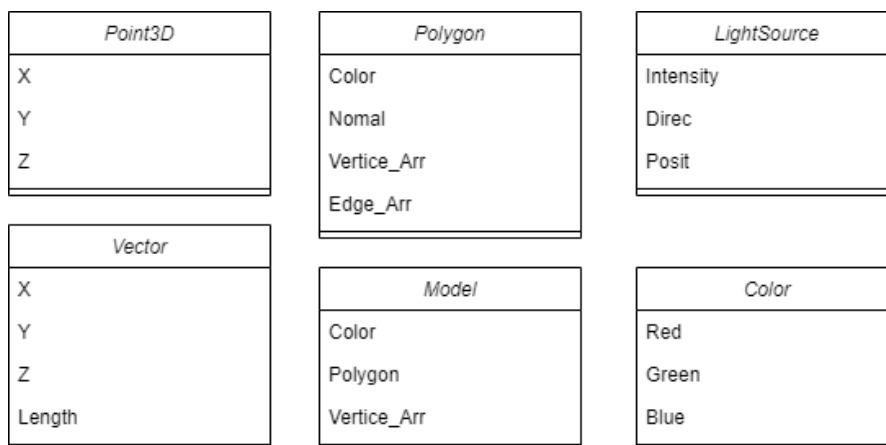 Point3D
X
Y
Z
Vector
X
Y
Z
Length
Polygon
Color
Nomal
Vertice_Arr
Edge_Arr
Model
Color
Polygon
Vertice_Arr
LightSource
Intensity
Direc
Posit
Color
Red
Green
Blue